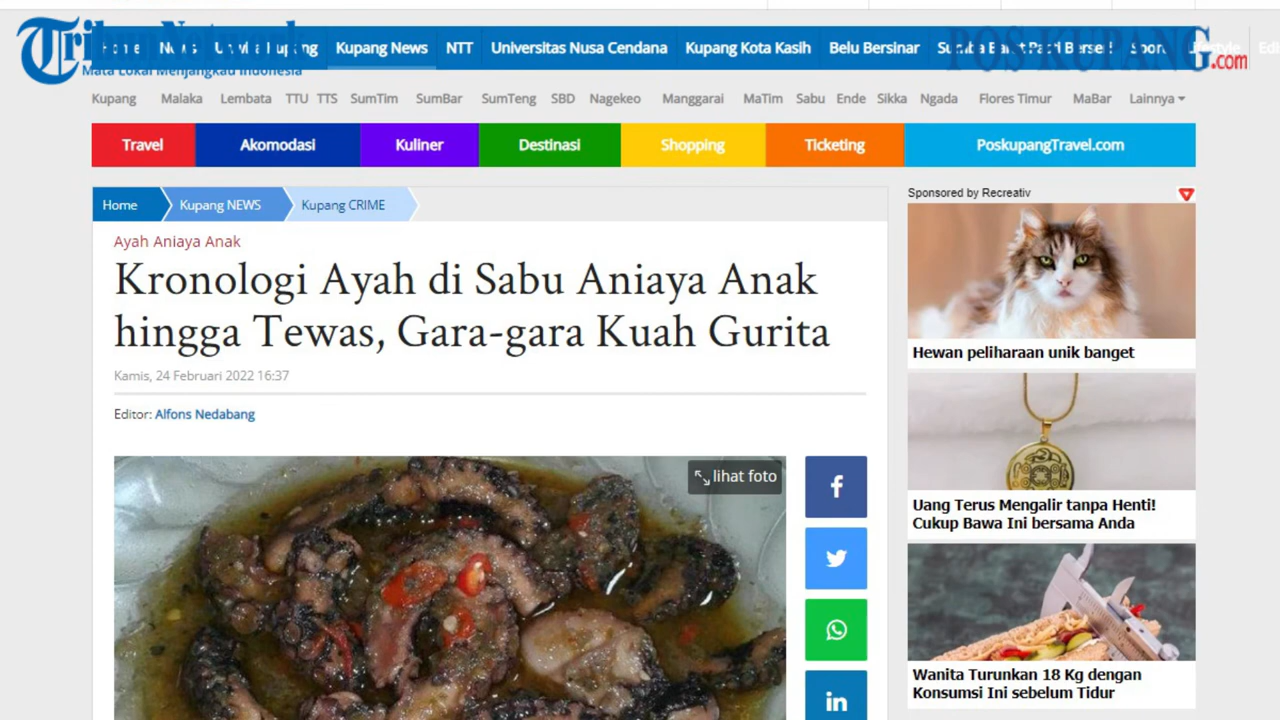 Tribun Network
Mata Lokal Menjangkau Indonesia
Home News Kupang Kupang News NTT Universitas Nusa Cendana Kupang Kota Kasih Belu Bersinar
POS-KUPANG.com
Kupang Malaka Lembata TTU TTS SumTim SumBar SumTeng SBD Nagekeo Manggarai MaTim Sabu Ende Sikka Ngada Flores Timur MaBar Lainnya
Travel Akomodasi Kuliner Destinasi Shopping Ticketing PoskupangTravel.com
Home Kupang NEWS Kupang CRIME
Ayah Aniaya Anak
Kronologi Ayah di Sabu Aniaya Anak
hingga Tewas, Gara-gara Kuah Gurita
Kamis, 24 Februari 2022 16:37
Editor: Alfons Nedabang
lihat foto
Sponsored by Recreativ
Hewan peliharaan unik banget
Uang Terus Mengalir tanpa Henti!
Cukup Bawa Ini bersama Anda
Wanita Turunkan 18 Kg dengan
Konsumsi Ini sebelum Tidur